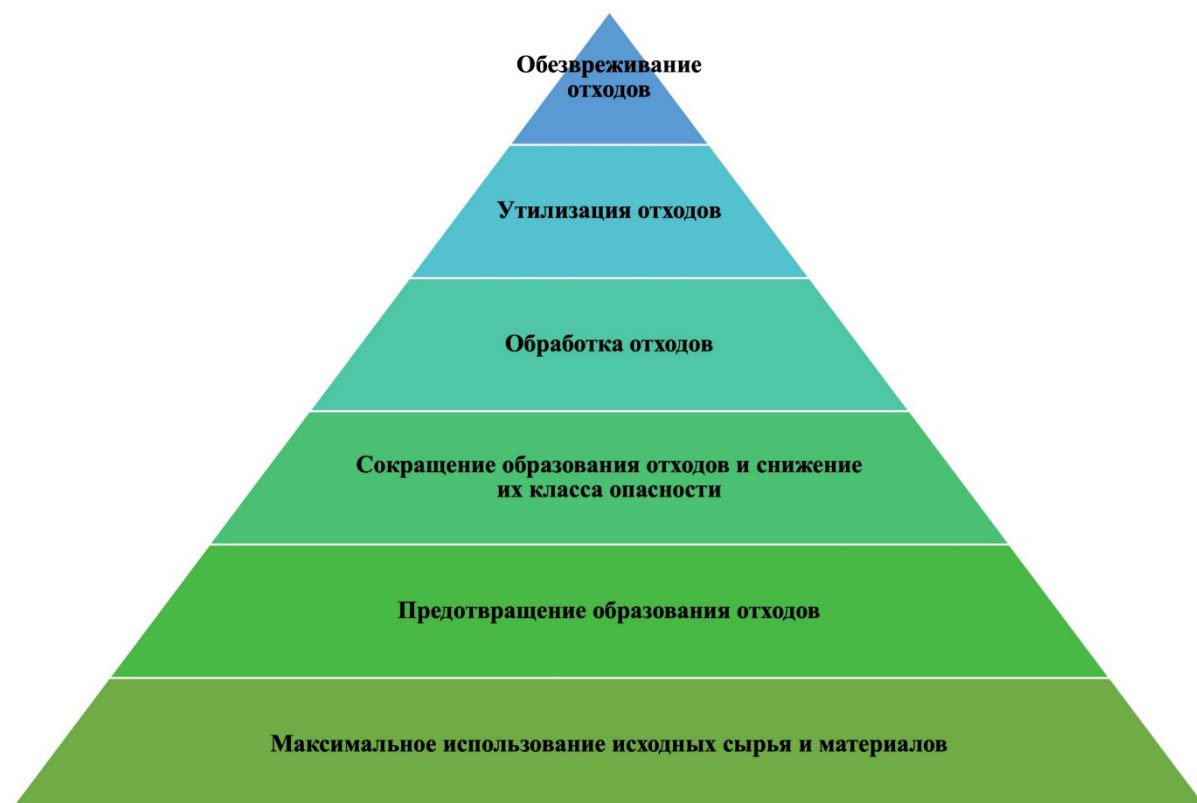 Обезвреживание
отходов
Утилизация отходов
Обработка отходов
Сокращение образования отходов и снижение
их класса опасности
Предотвращение образования отходов
Максимальное использование исходных сырья и материалов